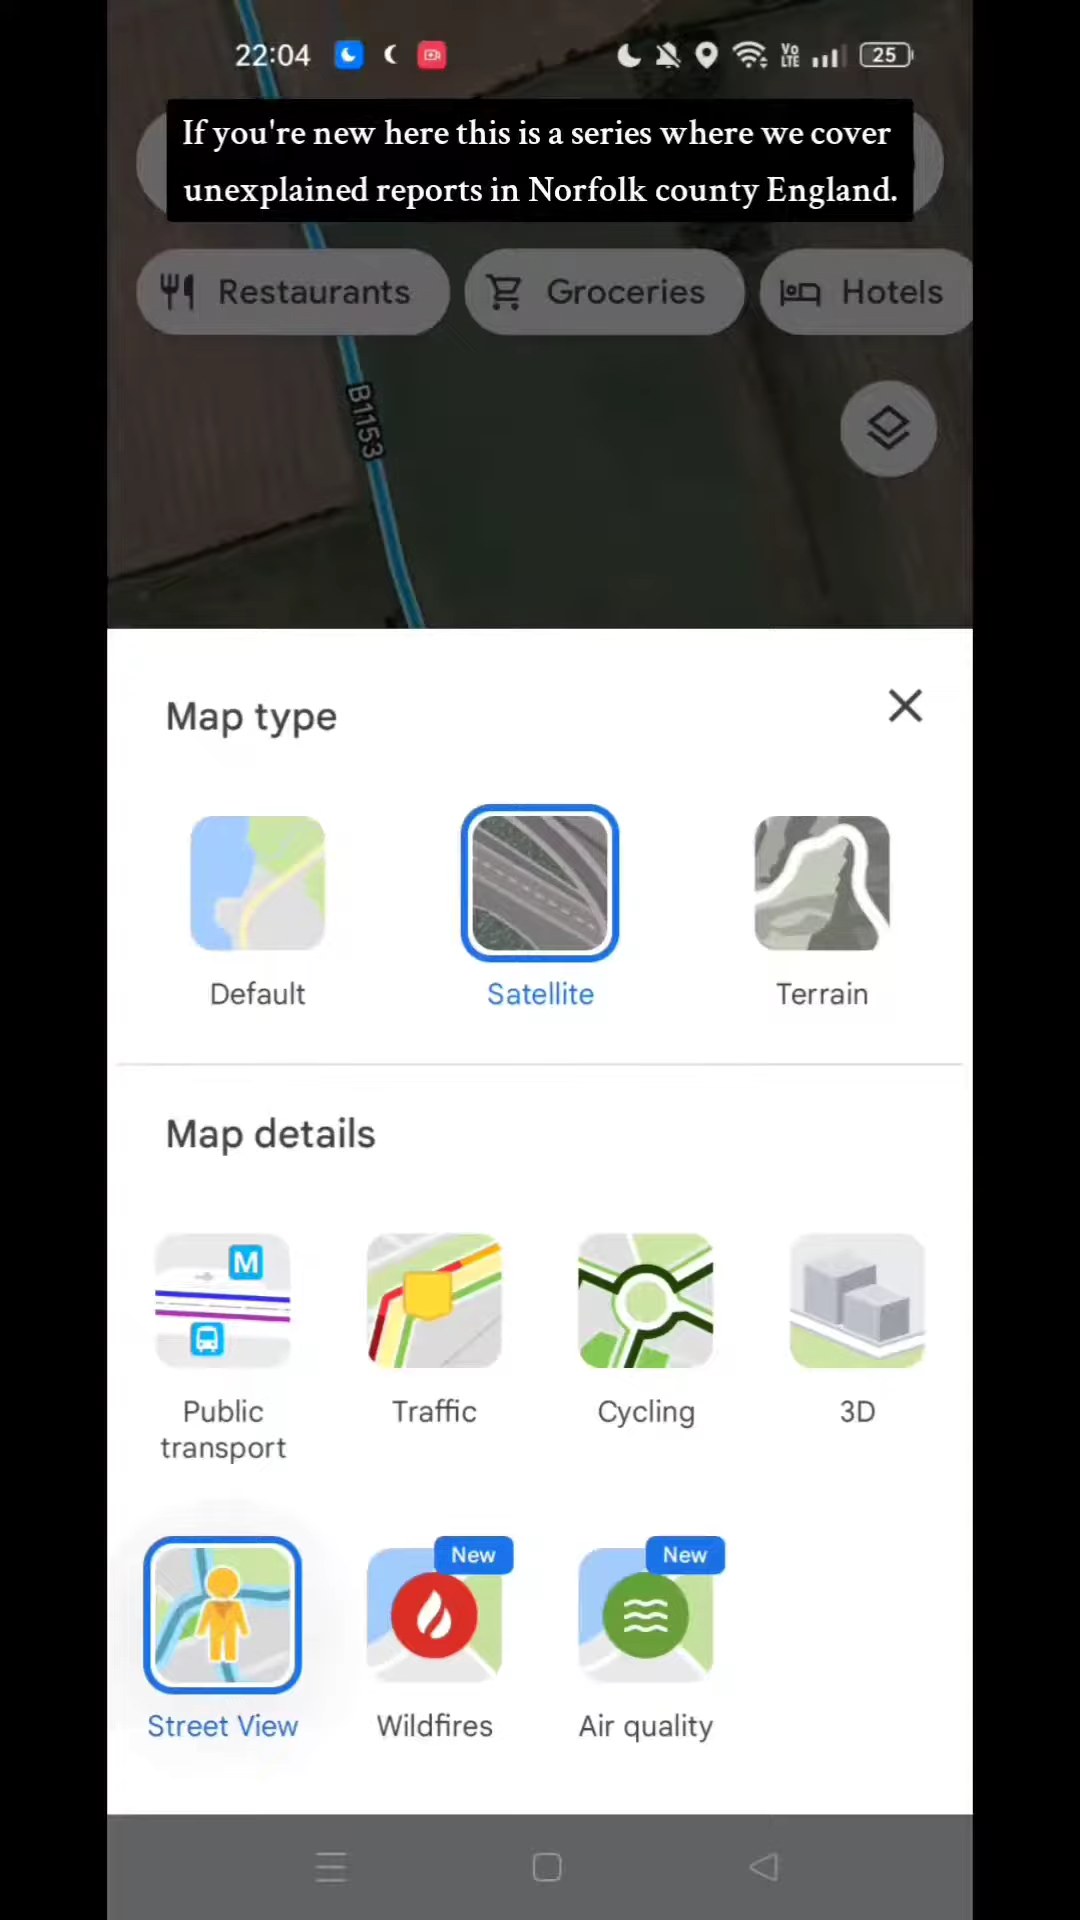 22:04
Vo
LTE
25
If you're new here this is a series where we cover
unexplained reports in Norfolk county England.
Restaurants
Groceries
Hotels
B1153
Map type
Default
Satellite
Terrain
Map details
M
Public
transport
Traffic
Cycling
3D
New
New
Street View
Wildfires
Air quality